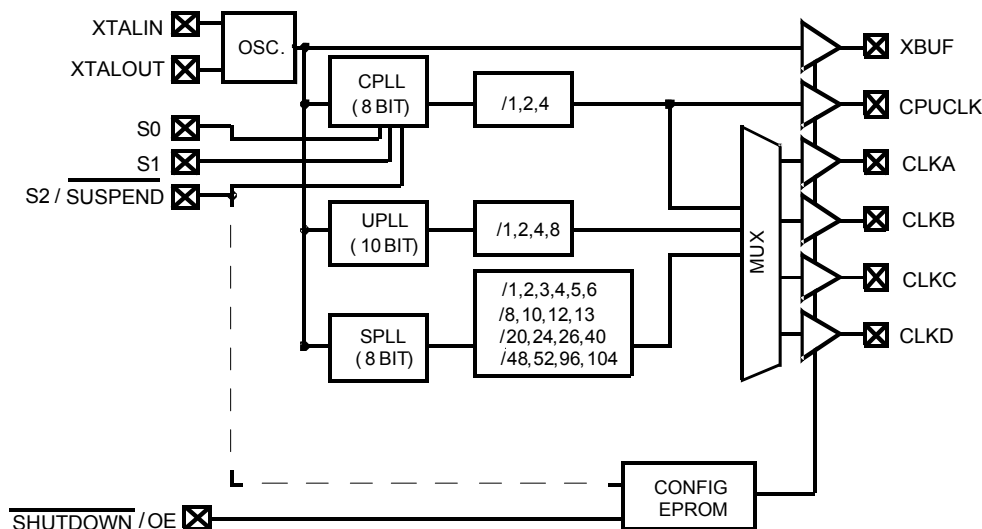 XTALIN
XTALOUT
OSC.
XBUF
CPLL
(8 BIT)
/1,2,4
CPUCLK
S0
S1
S2/SUSPEND
CLKA
UPLL
(10 BIT)
/1,2,4,8
MUX
CLKB
CLKC
SPLL
(8 BIT)
/1,2,3,4,5,6
/8,10,12,13
/20,24,26,40
/48,52,96,104
CLKD
CONFIG
EPROM
SHUTDOWN/OE